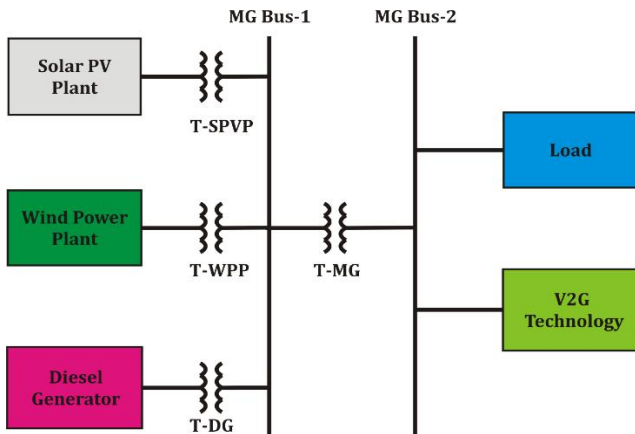 MG Bus-1
MG Bus-2
Solar PV
Plant
T-SPVP
Load
Wind Power
Plant
T-WPP
T-MG
V2G
Technology
Diesel
Generator
T-DG